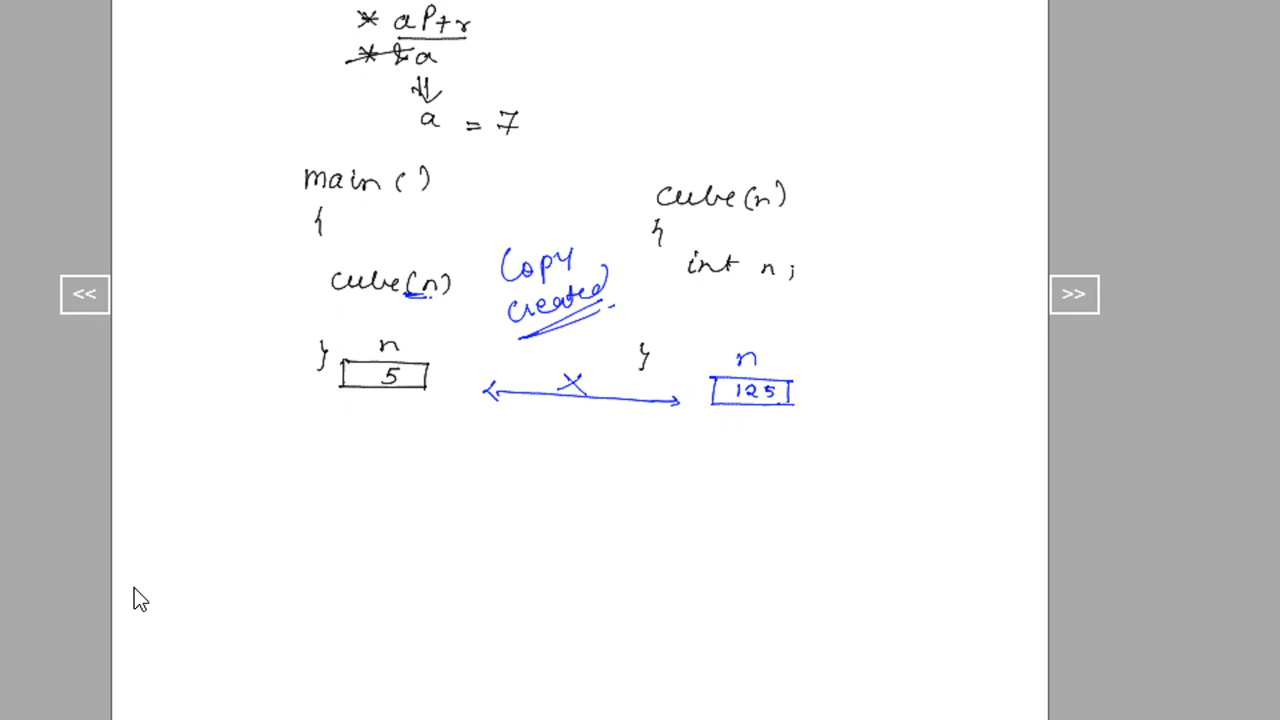 * aPtr
* &a
a = 7
main ( )
{
cube(n)
}
n
5
Copy created
X
cube(n)
{
int n ;
}
n
125
<<
>>